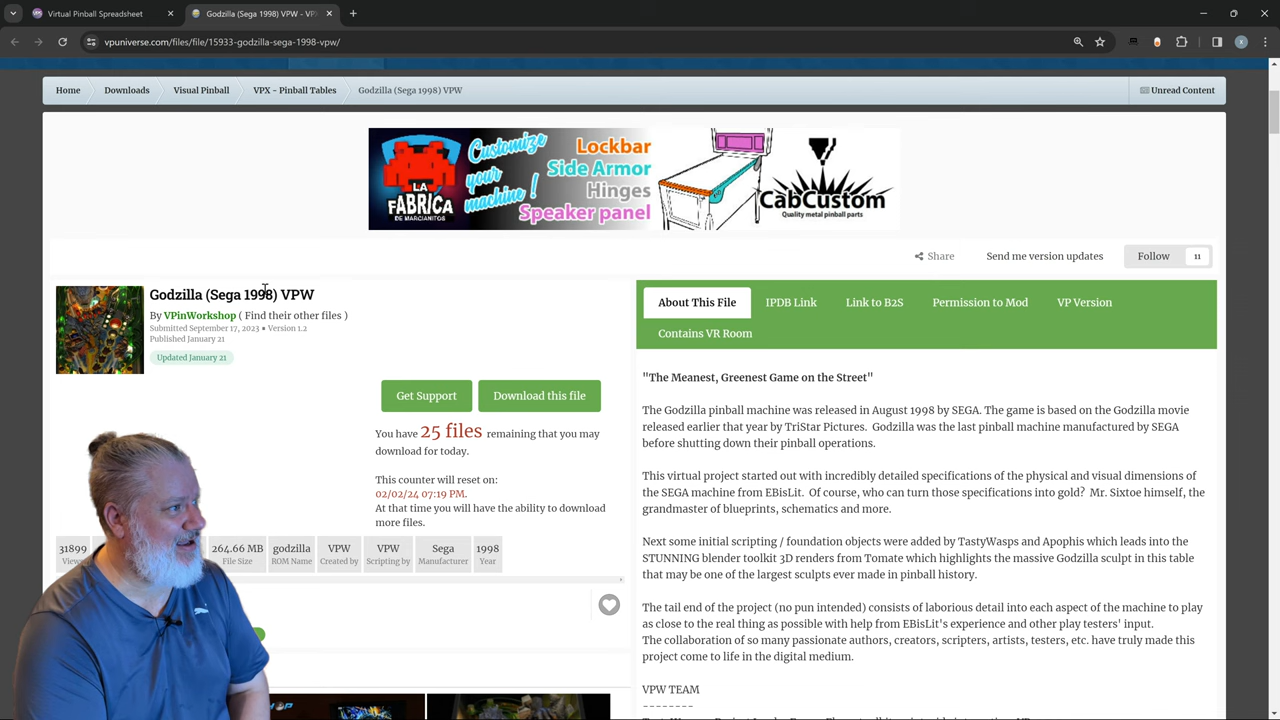 Virtual Pinball Spreadsheet
Godzilla (Sega 1998) VPW - VP
vpuniverse.com/files/file/15933-godzilla-sega-1998-vpw/
Home
Downloads
Visual Pinball
VPX - Pinball Tables
Godzilla (Sega 1998) VPW
Unread Content
LA
FABRICA
DE MARCIANITOS
Customize
your
machine!
Lockbar
Side Armor
Hinges
Speaker panel
CabCustom
Quality metal pinball parts
Share
Send me version updates
Follow
11
Godzilla (Sega 1998) VPW
By VPinWorkshop ( Find their other files )
Submitted September 17, 2023 • Version 1.2
Published January 21
Updated January 21
Get Support
Download this file
You have 25 files remaining that you may
download for today.
This counter will reset on:
02/02/24 07:19 PM.
At that time you will have the ability to download
more files.
31899
264.66 MB
File Size
godzilla
ROM Name
VPW
Created by
VPW
Scripting by
Sega
Manufacturer
1998
Year
About This File
IPDB Link
Link to B2S
Permission to Mod
VP Version
Contains VR Room
"The Meanest, Greenest Game on the Street"
The Godzilla pinball machine was released in August 1998 by SEGA. The game is based on the Godzilla movie
released earlier that year by TriStar Pictures. Godzilla was the last pinball machine manufactured by SEGA
before shutting down their pinball operations.
This virtual project started out with incredibly detailed specifications of the physical and visual dimensions of
the SEGA machine from EBisLit. Of course, who can turn those specifications into gold? Mr. Sixtoe himself, the
grandmaster of blueprints, schematics and more.
Next some initial scripting / foundation objects were added by TastyWasps and Apophis which leads into the
STUNNING blender toolkit 3D renders from Tomate which highlights the massive Godzilla sculpt in this table
that may be one of the largest sculpts ever made in pinball history.
The tail end of the project (no pun intended) consists of laborious detail into each aspect of the machine to play
as close to the real thing as possible with help from EBisLit's experience and other play testers' input.
The collaboration of so many passionate authors, creators, scripters, artists, testers, etc. have truly made this
project come to life in the digital medium.
VPW TEAM
--------